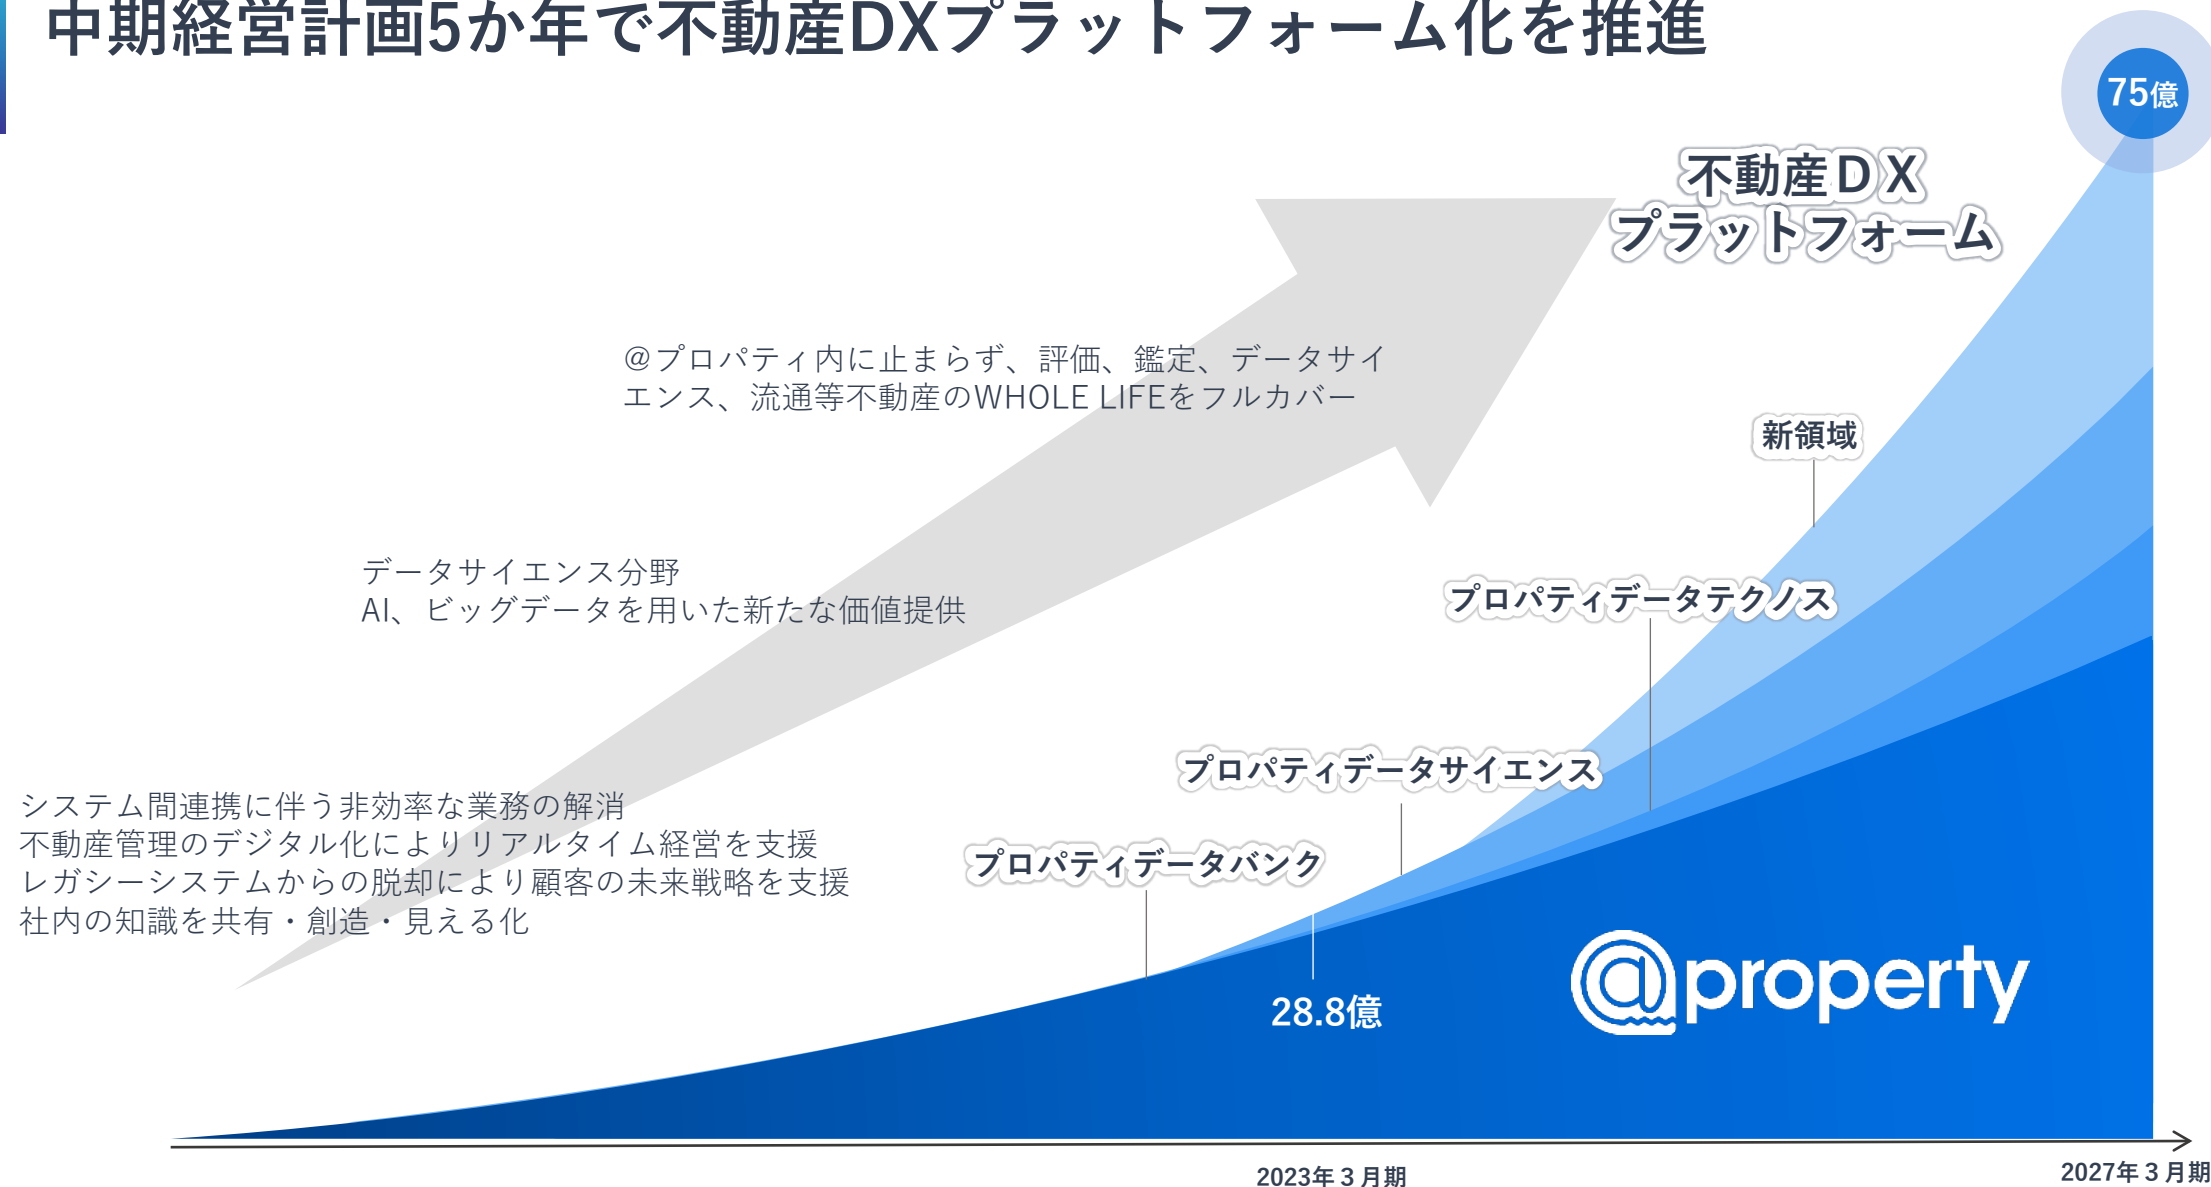 中期経営計画5か年で不動産DXプラットフォーム化を推進
75億
不動産ＤＸ
プラットフォーム
＠プロパティ内に止まらず、評価、鑑定、データサイ
エンス、流通等不動産のWHOLE LIFEをフルカバー
新領域
データサイエンス分野
AI、ビッグデータを用いた新たな価値提供
プロパティデータテクノス
プロパティデータサイエンス
システム間連携に伴う非効率な業務の解消
不動産管理のデジタル化によりリアルタイム経営を支援
レガシーシステムからの脱却により顧客の未来戦略を支援
社内の知識を共有・創造・見える化
プロパティデータバンク
28.8億
@property
2023年３月期
2027年３月期